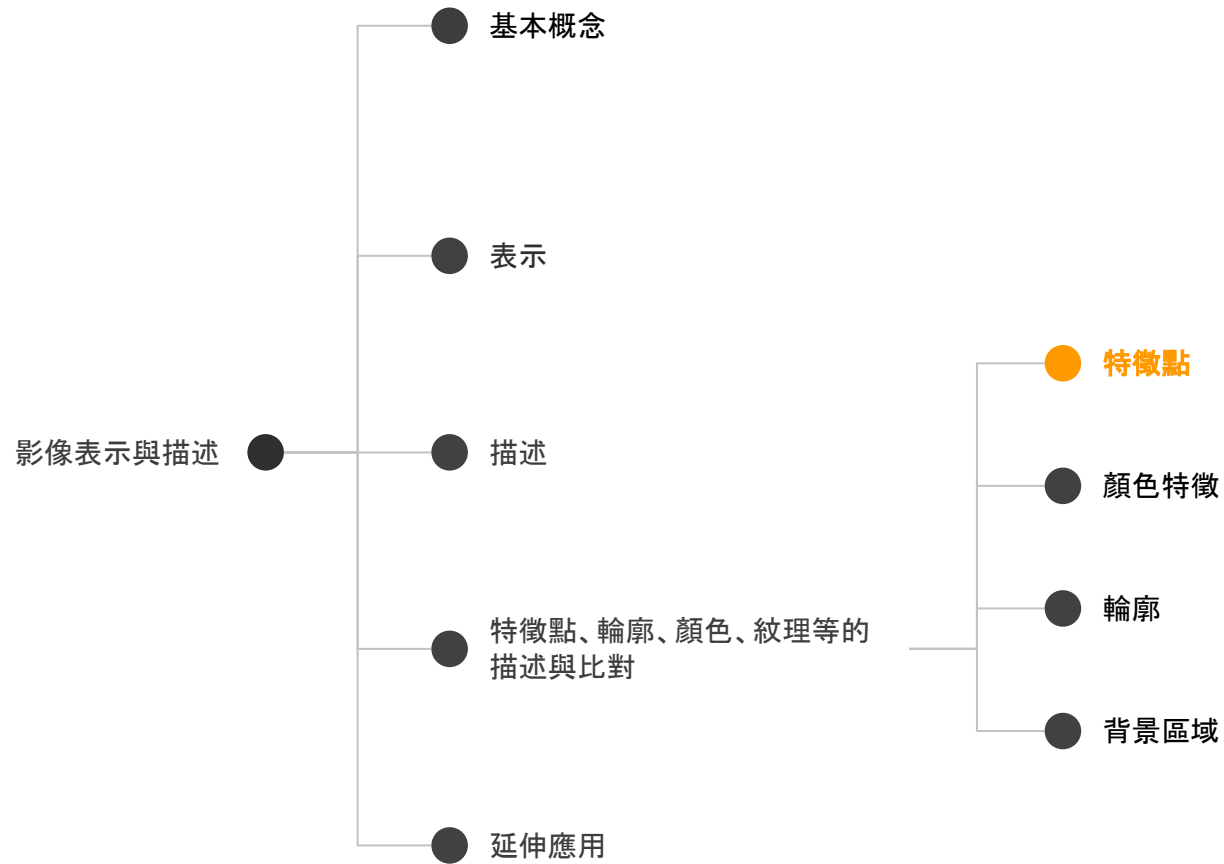 基本概念
表示
影像表示與描述
描述
特徵點、輪廓、顏色、紋理等的
描述與比對
特徵點
顏色特徵
輪廓
背景區域
延伸應用